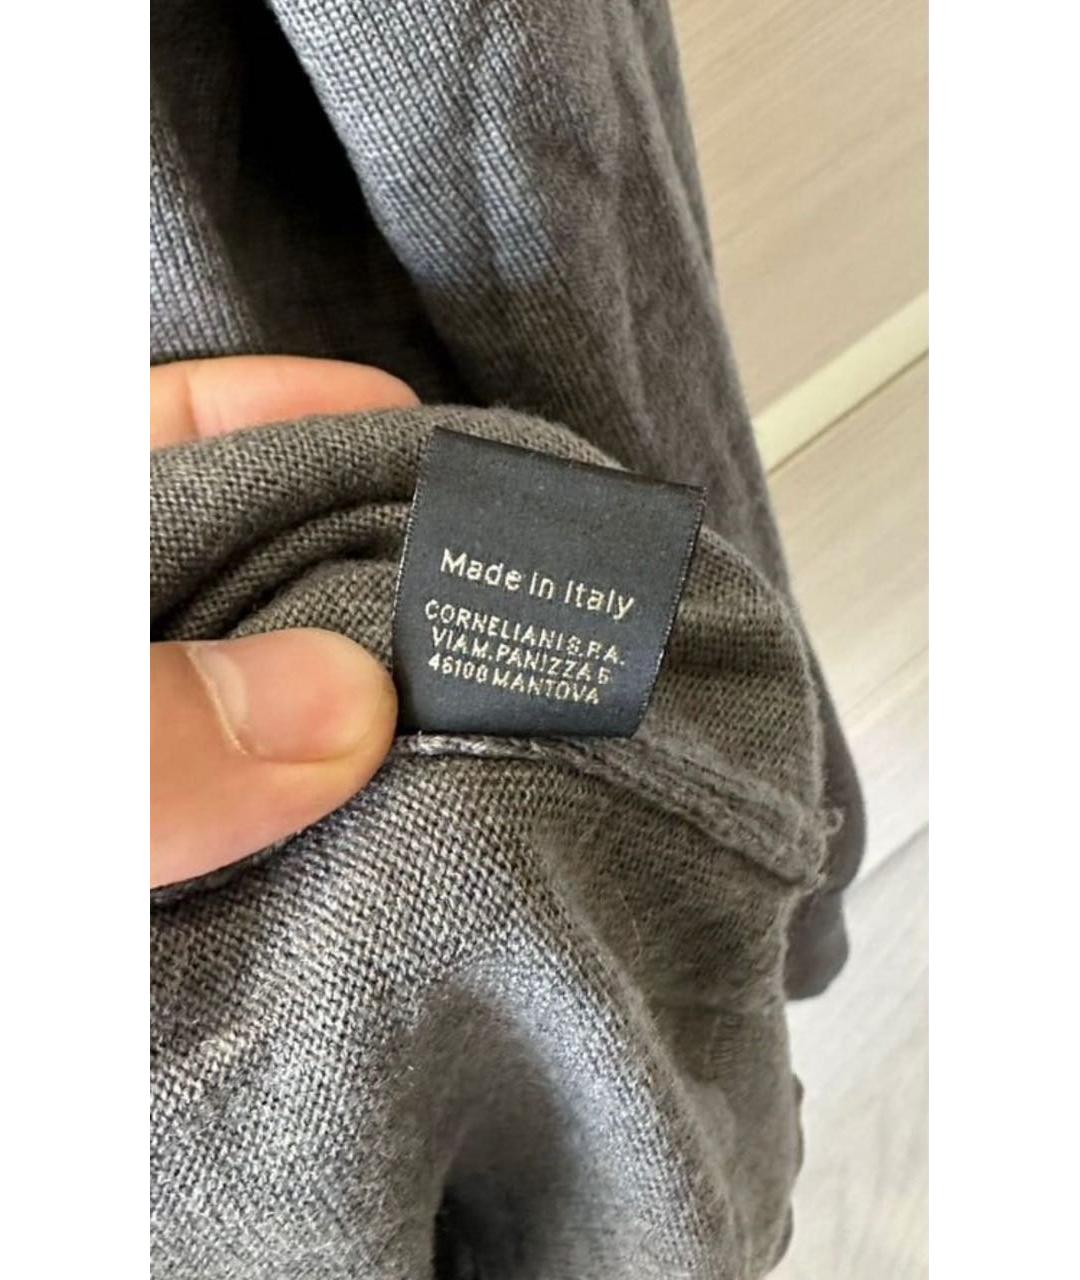 Made in Italy
CORNELIANI S.P.A.
VIA M. PANIZZA 5
46100 MANTOVA